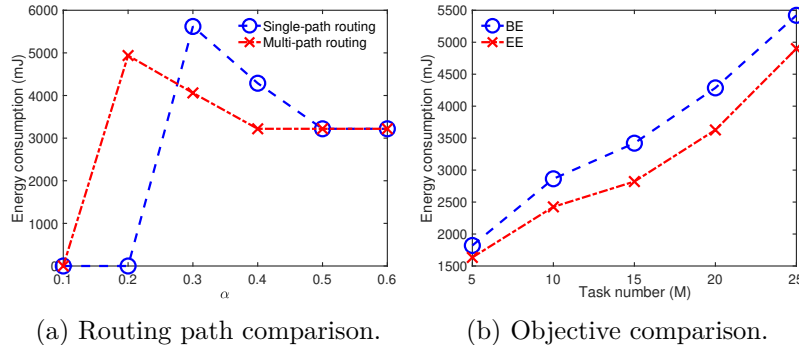 6000
5000
4000
3000
2000
1000
0
Energy consumption (mJ)
Single-path routing
Multi-path routing
0.1 0.2 0.3 0.4 0.5 0.6
α
(a) Routing path comparison.
5500
5000
4500
4000
3500
3000
2500
2000
1500
Energy consumption (mJ)
BE
EE
5 10 15 20 25
Task number (M)
(b) Objective comparison.